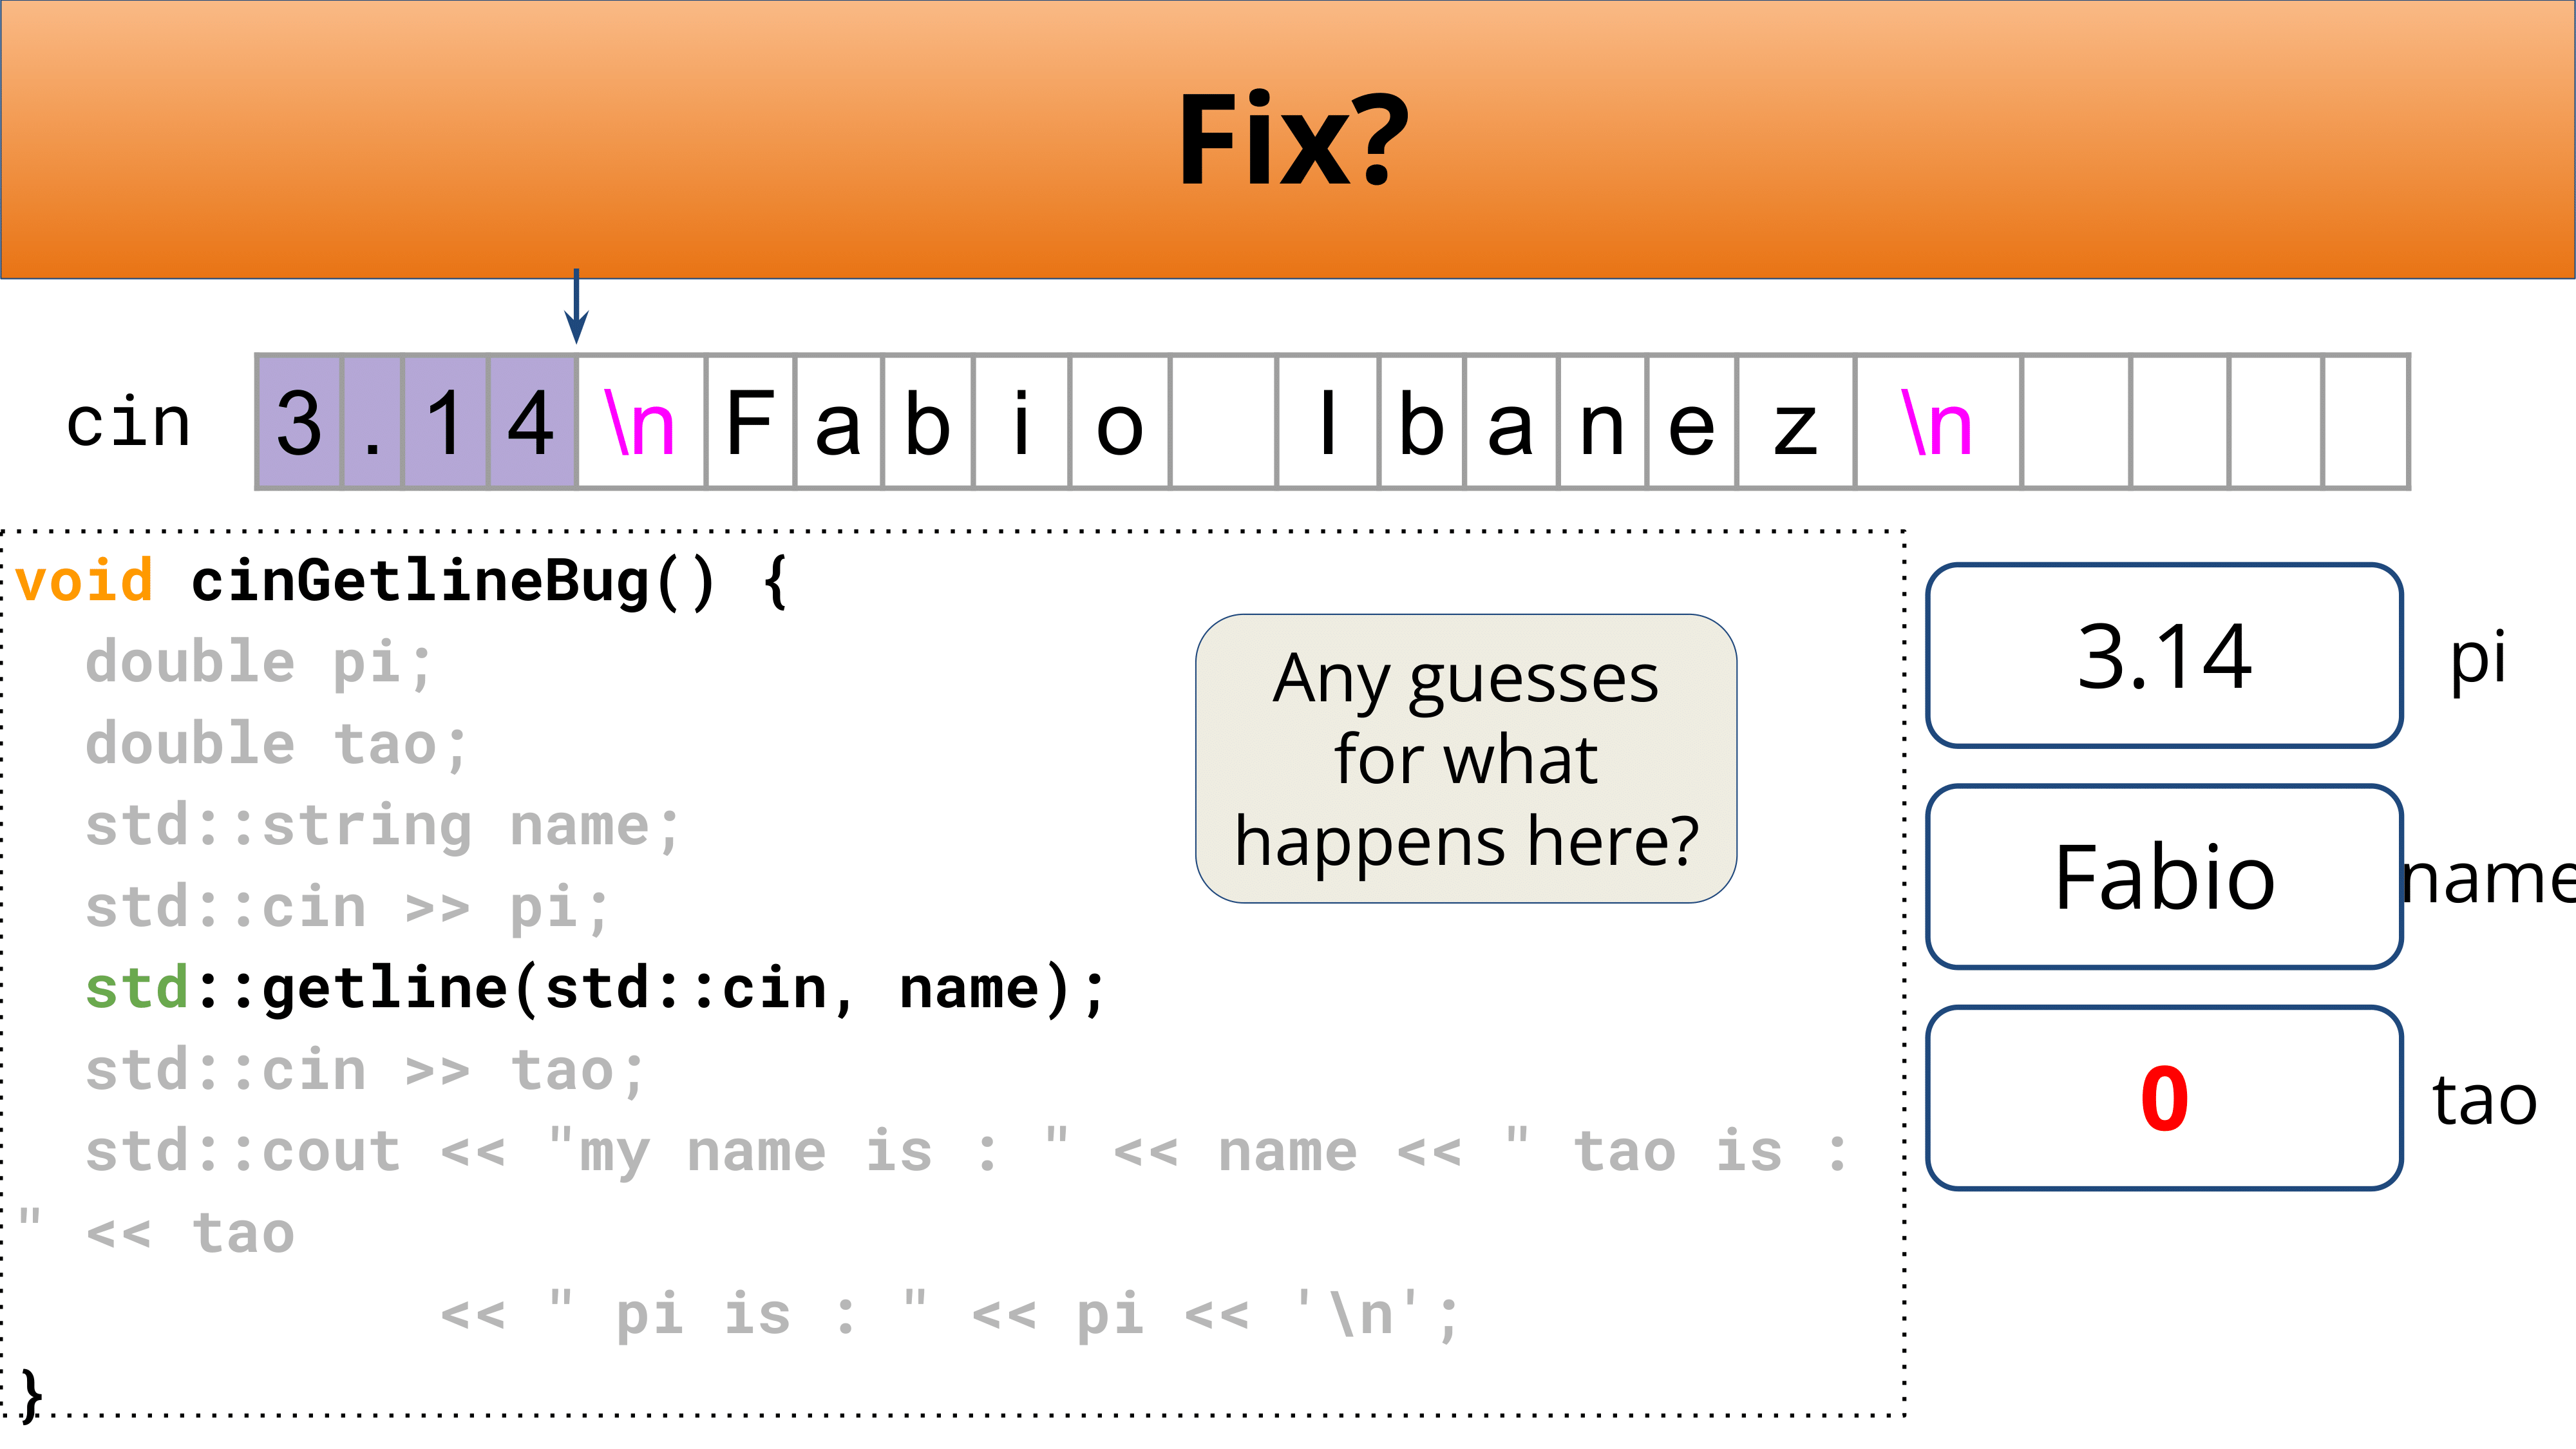 Fix?
cin 3 . 1 4 \n F a b i o I b a n e z \n
void cinGetlineBug() {
double pi;
double tao;
std::string name;
std::cin >> pi;
std::getline(std::cin, name);
std::cin >> tao;
std::cout << "my name is : " << name << " tao is :
" << tao
<< " pi is : " << pi << '\n';
}
Any guesses
for what
happens here?
3.14 pi
Fabio name
0 tao